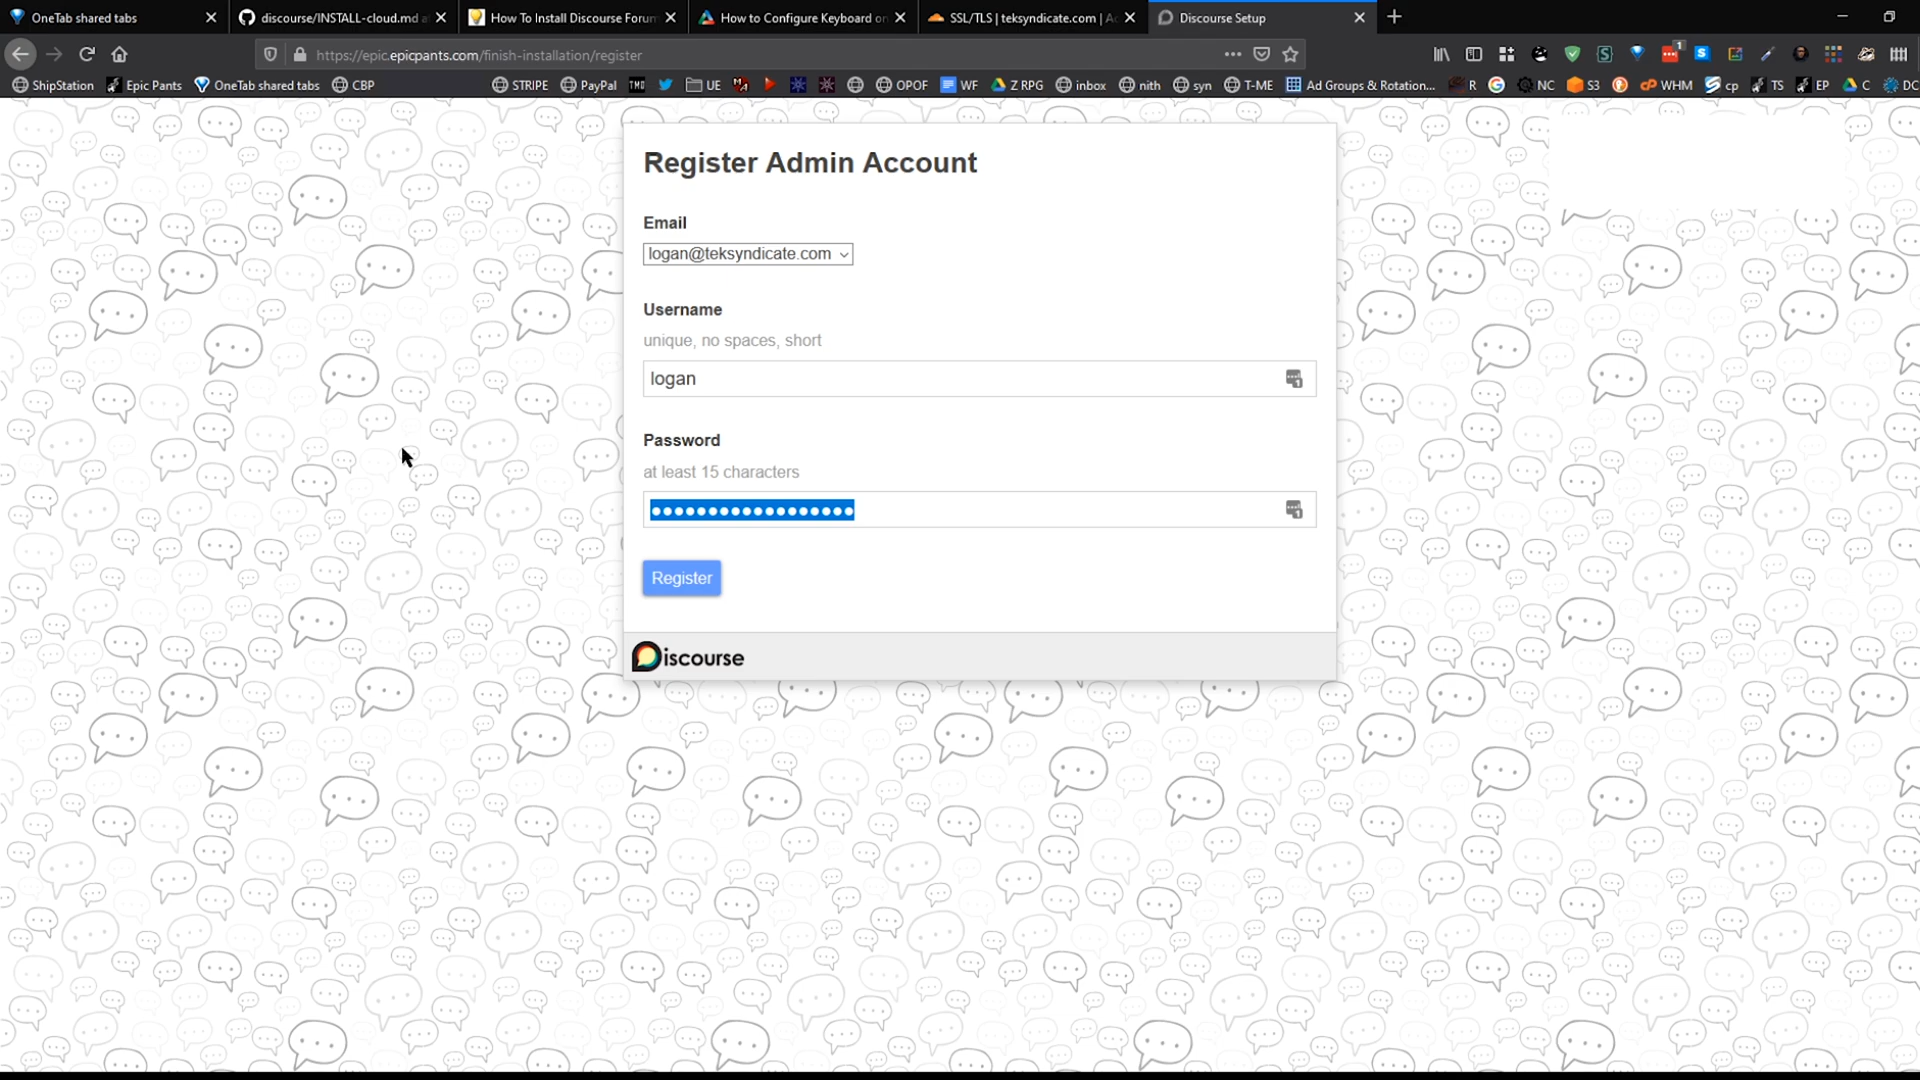 OneTab shared tabs
discourse/INSTALL-cloud.md a
How To Install Discourse Forum
How to Configure Keyboard on
SSL/TLS | teksyndicate.com | Ac
Discourse Setup
https://epic.epicpants.com/finish-installation/register
1
ShipStation
Epic Pants
OneTab shared tabs
CBP
STRIPE
PayPal
UE
OPOF
WF
Z RPG
inbox
nith
syn
T-ME
Ad Groups & Rotation...
R
NC
S3
WHM
cp
TS
EP
C
DC
Register Admin Account
Email
logan@teksyndicate.com
Username
unique, no spaces, short
logan
Password
at least 15 characters
••••••••••••••••••
Register
Discourse